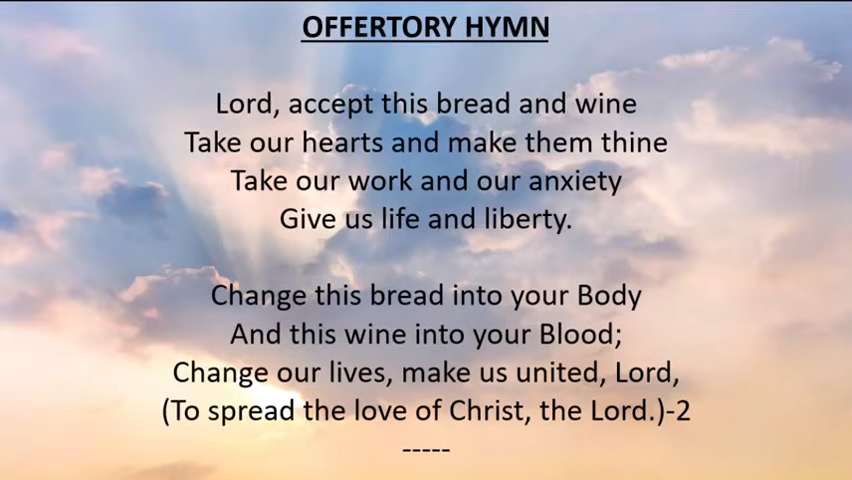 OFFERTORY HYMN
Lord, accept this bread and wine
Take our hearts and make them thine
Take our work and our anxiety
Give us life and liberty.
Change this bread into your Body
And this wine into your Blood;
Change our lives, make us united, Lord,
(To spread the love of Christ, the Lord.)-2
-----